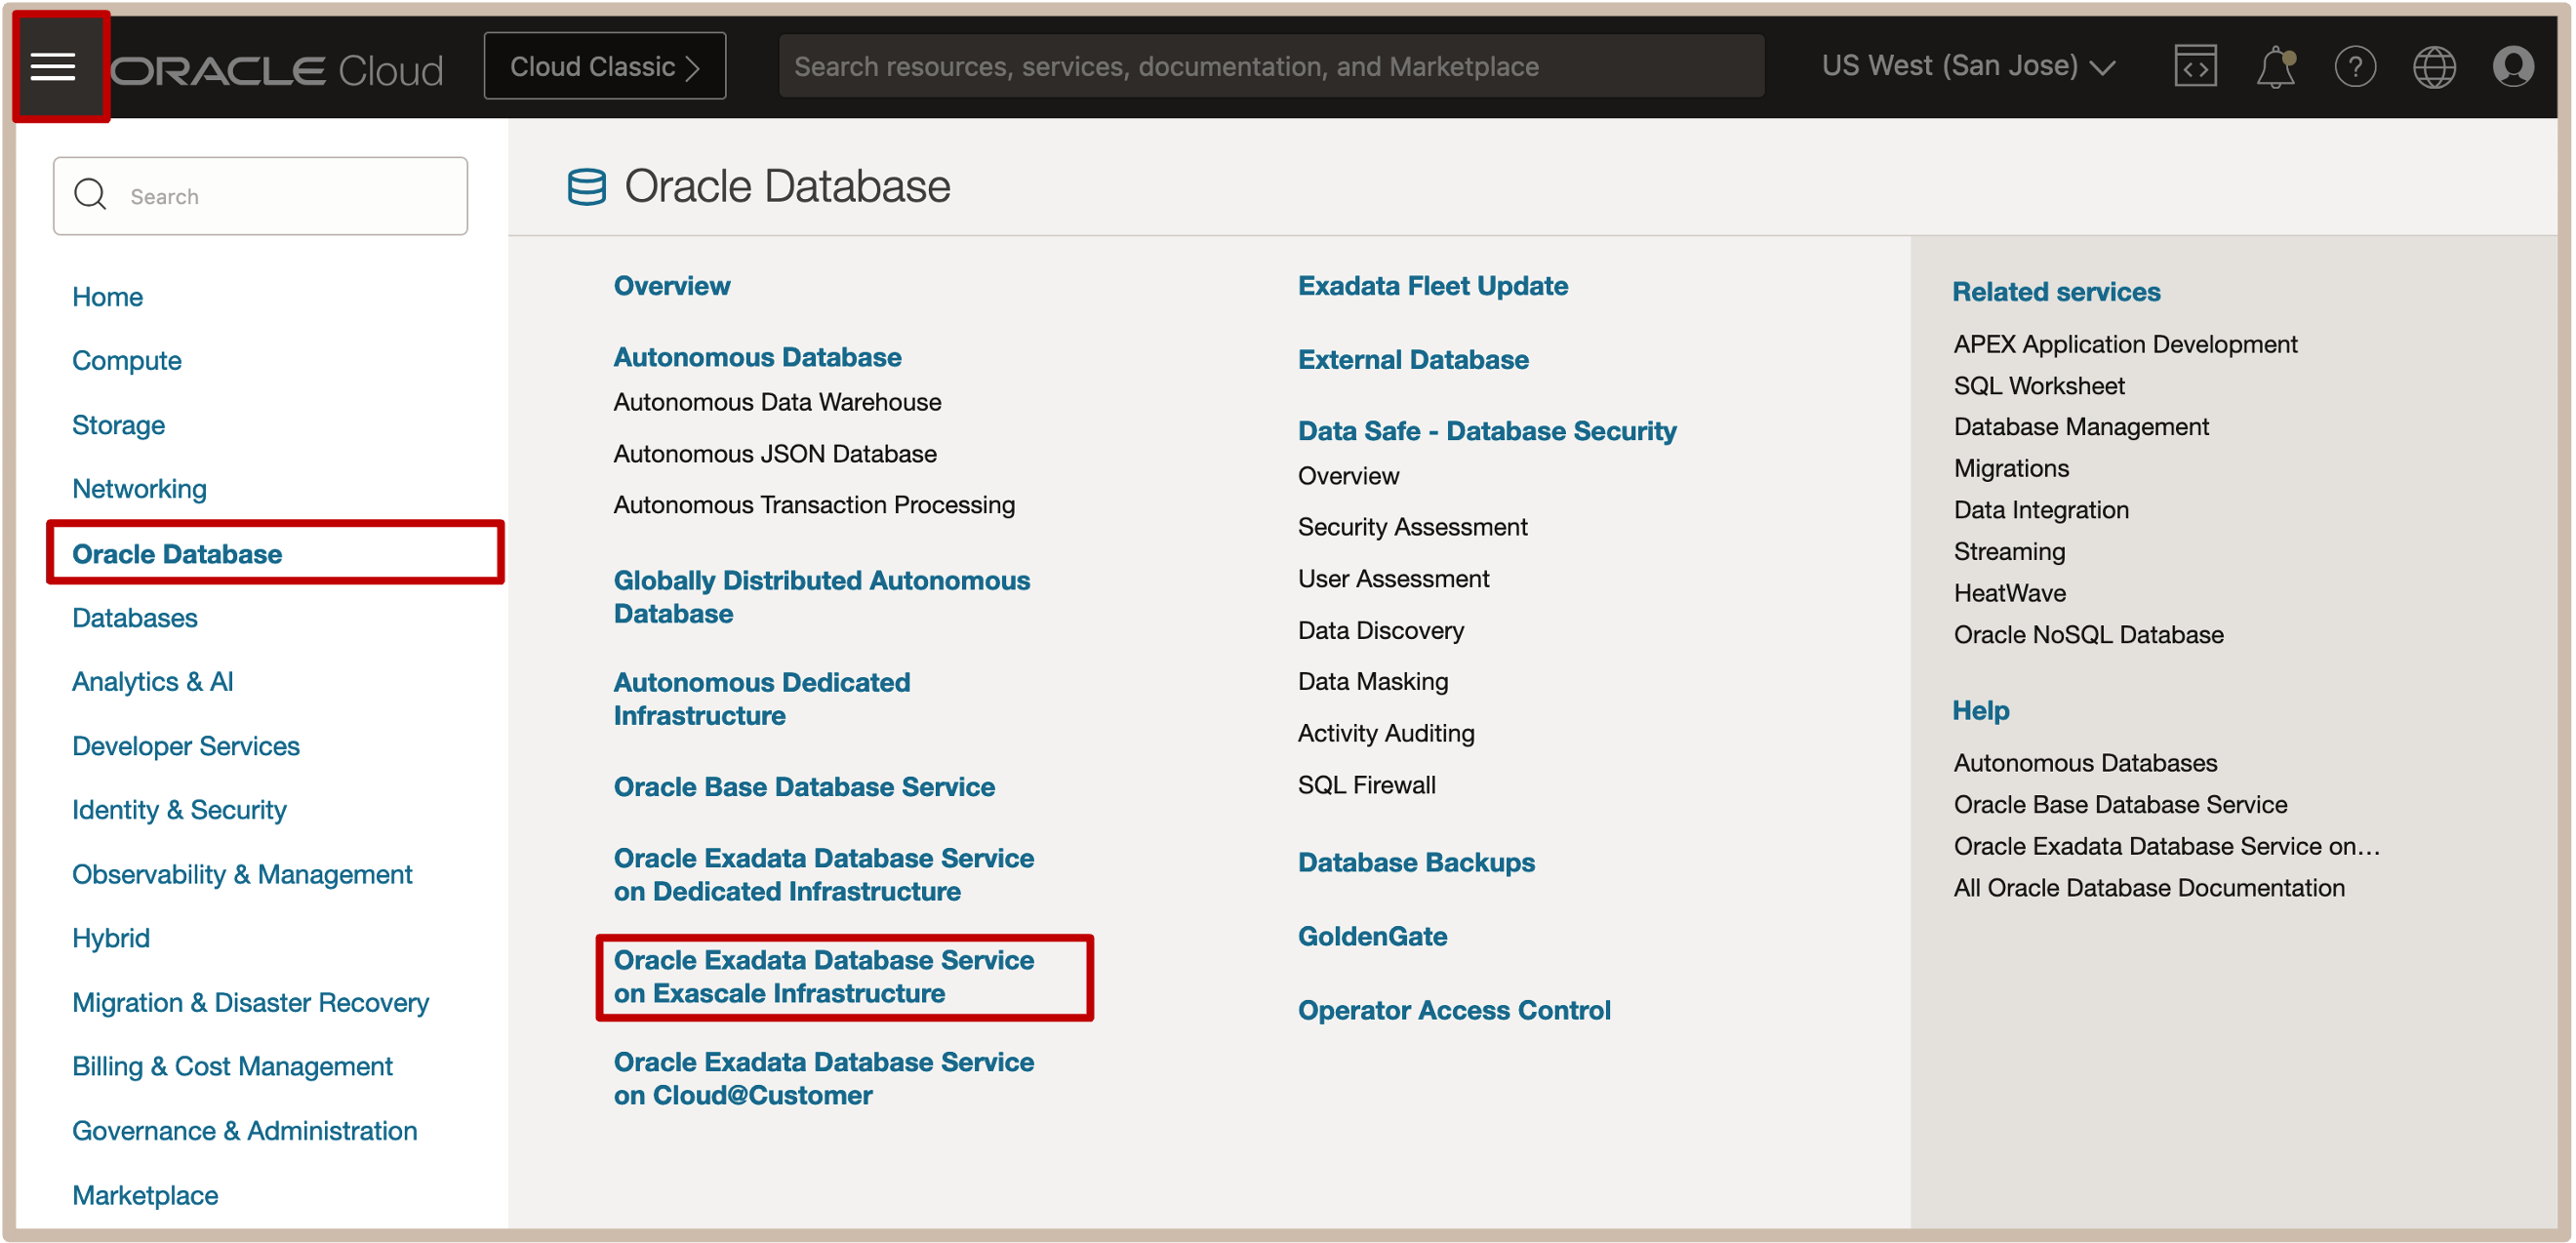 ORACLE Cloud
Cloud Classic
Search resources, services, documentation, and Marketplace
US West (San Jose)
Search
Home
Compute
Storage
Networking
Oracle Database
Databases
Analytics & AI
Developer Services
Identity & Security
Observability & Management
Hybrid
Migration & Disaster Recovery
Billing & Cost Management
Governance & Administration
Marketplace
Oracle Database
Overview
Autonomous Database
Autonomous Data Warehouse
Autonomous JSON Database
Autonomous Transaction Processing
Globally Distributed Autonomous
Database
Autonomous Dedicated
Infrastructure
Oracle Base Database Service
Oracle Exadata Database Service
on Dedicated Infrastructure
Oracle Exadata Database Service
on Exascale Infrastructure
Oracle Exadata Database Service
on Cloud@Customer
Exadata Fleet Update
External Database
Data Safe - Database Security
Overview
Security Assessment
User Assessment
Data Discovery
Data Masking
Activity Auditing
SQL Firewall
Database Backups
GoldenGate
Operator Access Control
Related services
APEX Application Development
SQL Worksheet
Database Management
Migrations
Data Integration
Streaming
HeatWave
Oracle NoSQL Database
Help
Autonomous Databases
Oracle Base Database Service
Oracle Exadata Database Service on...
All Oracle Database Documentation